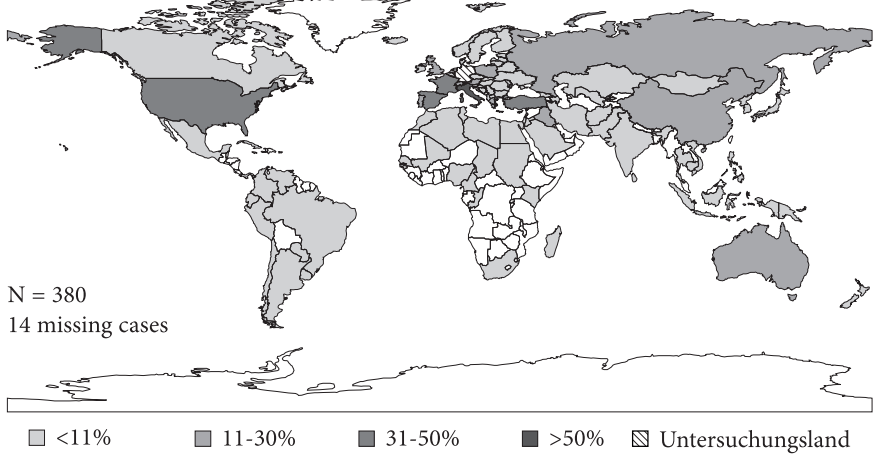 N = 380
14 missing cases
<11% 11-30% 31-50% >50% Untersuchungsland